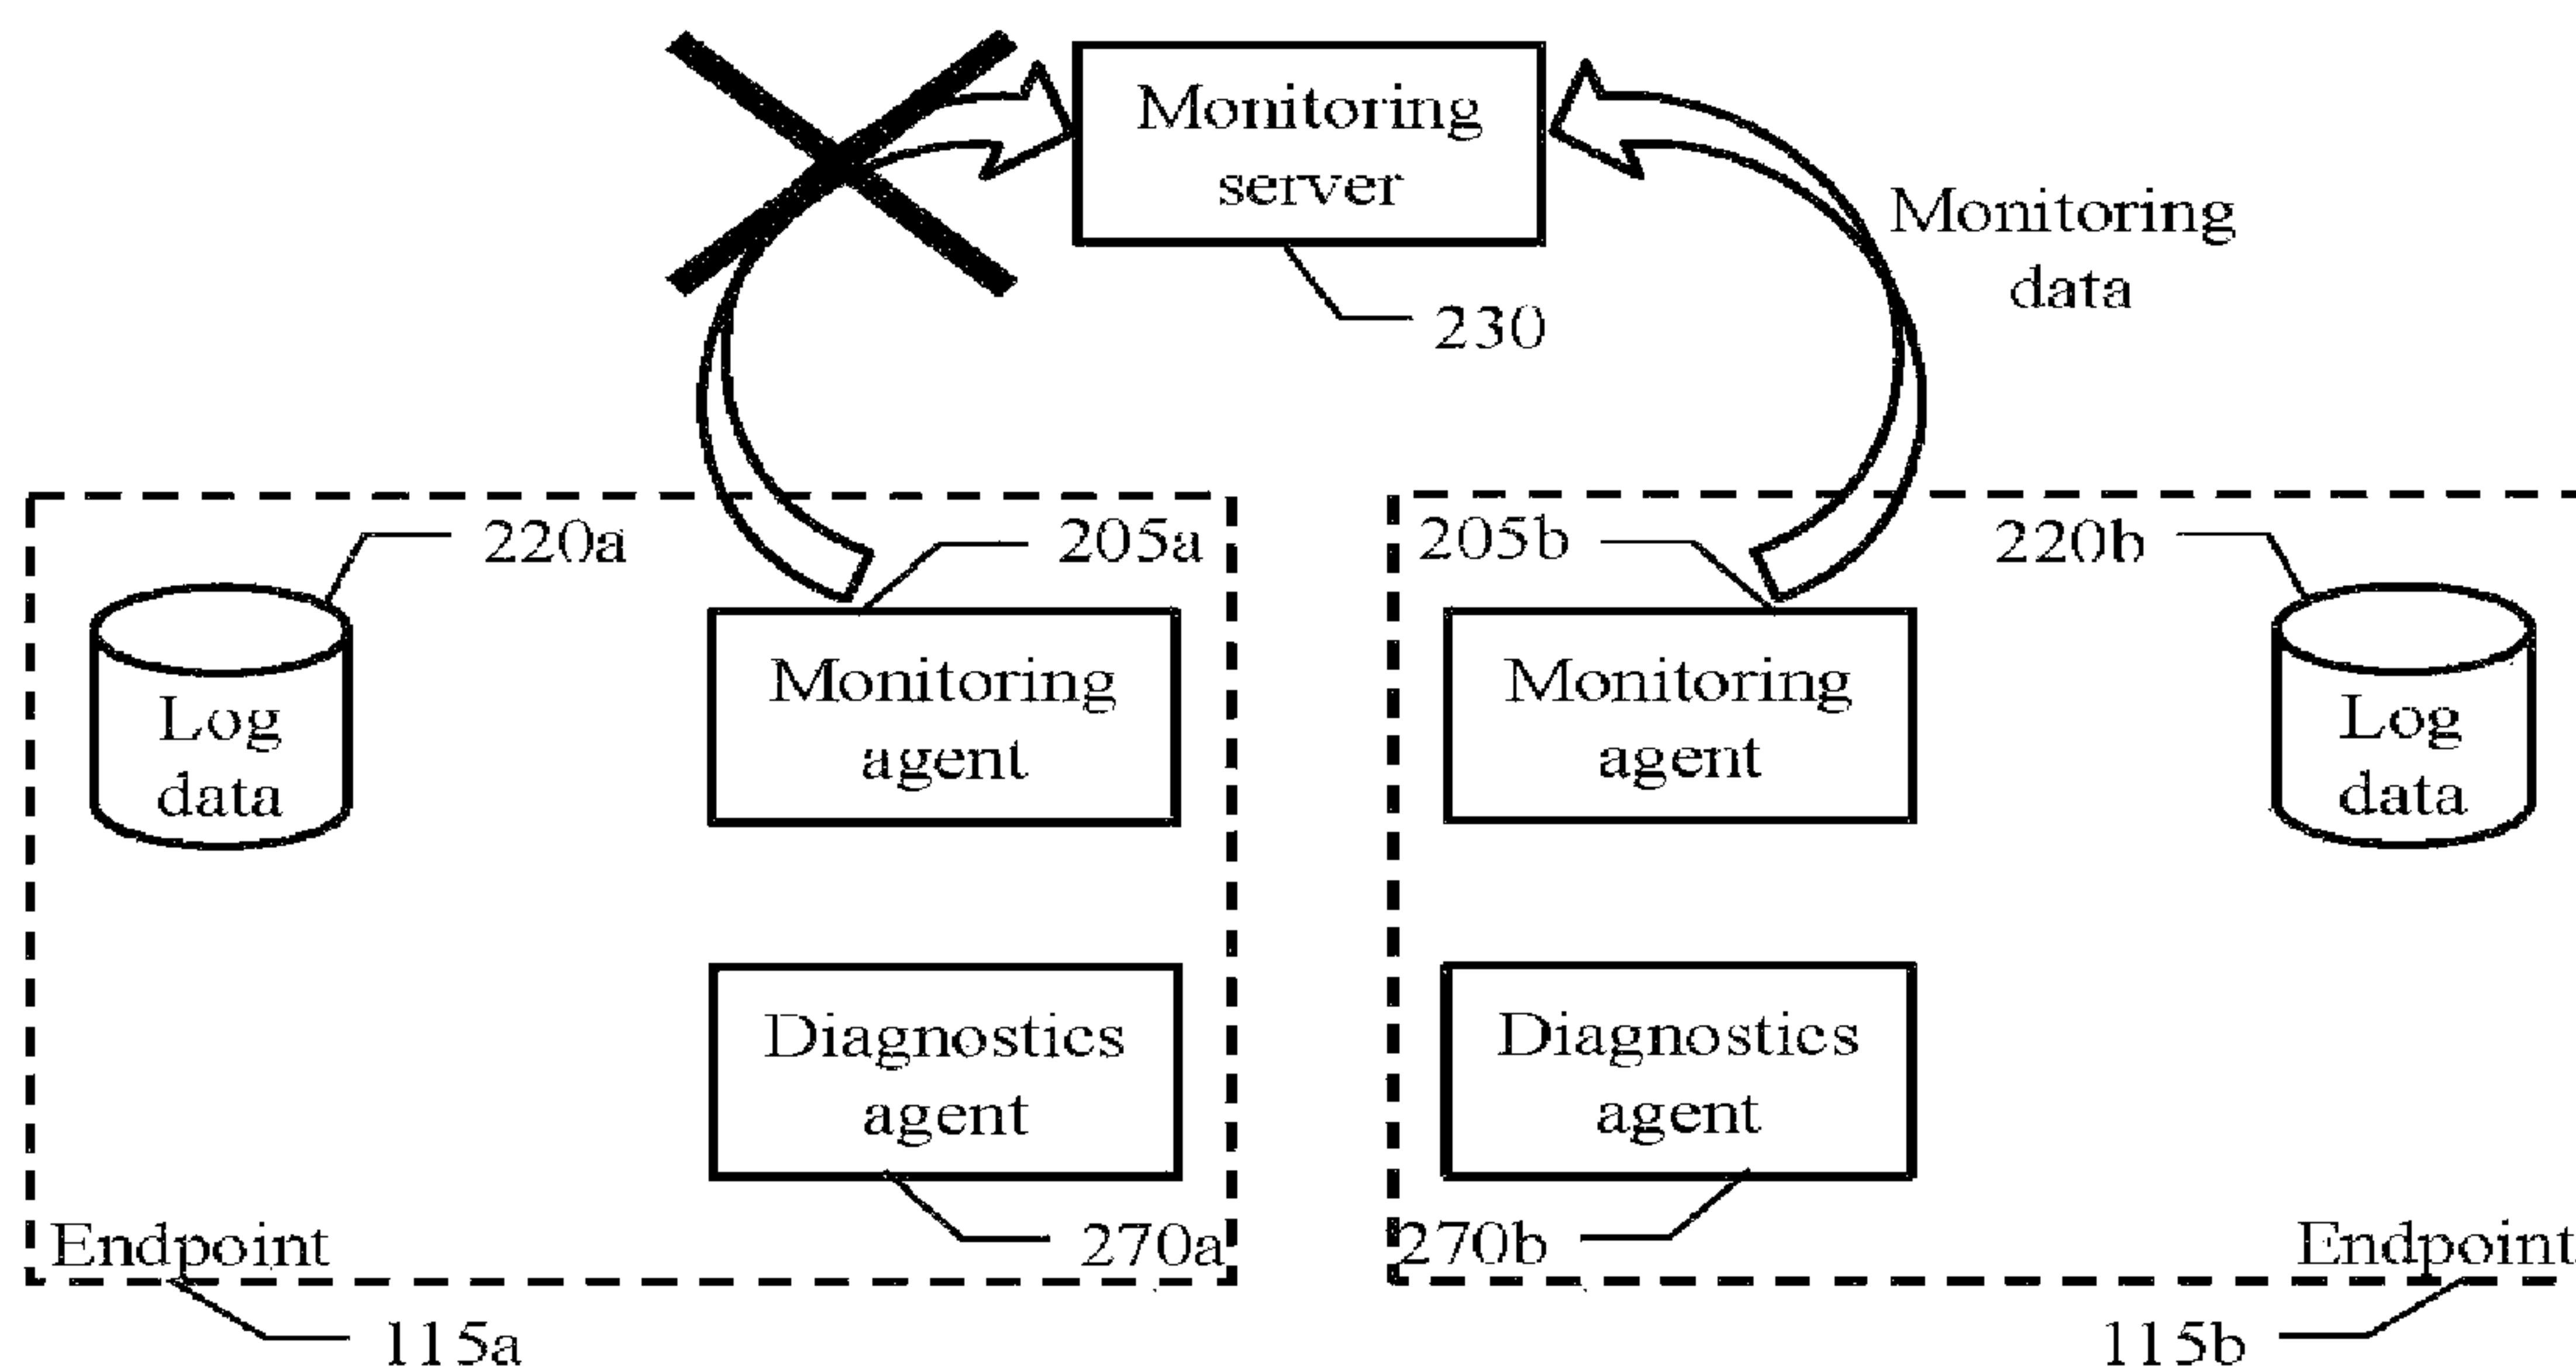 Monitoring
server
Monitoring
data
230
220a
205a
205b
220b
Log
data
Monitoring
agent
Monitoring
agent
Log
data
Diagnostics
agent
Diagnostics
agent
Endpoint
270a
270b
Endpoint
115a
115b